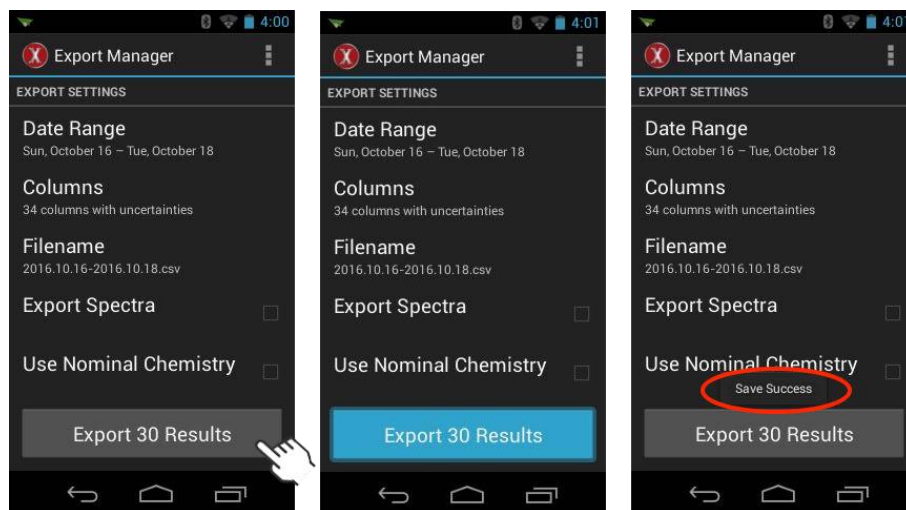 4:00
X Export Manager
EXPORT SETTINGS
Date Range
Sun, October 16 – Tue, October 18
Columns
34 columns with uncertainties
Filename
2016.10.16-2016.10.18.csv
Export Spectra
Use Nominal Chemistry
Export 30 Results
4:01
X Export Manager
EXPORT SETTINGS
Date Range
Sun, October 16 – Tue, October 18
Columns
34 columns with uncertainties
Filename
2016.10.16-2016.10.18.csv
Export Spectra
Use Nominal Chemistry
Export 30 Results
4:01
X Export Manager
EXPORT SETTINGS
Date Range
Sun, October 16 – Tue, October 18
Columns
34 columns with uncertainties
Filename
2016.10.16-2016.10.18.csv
Export Spectra
Use Nominal Chemistry
Save Success
Export 30 Results